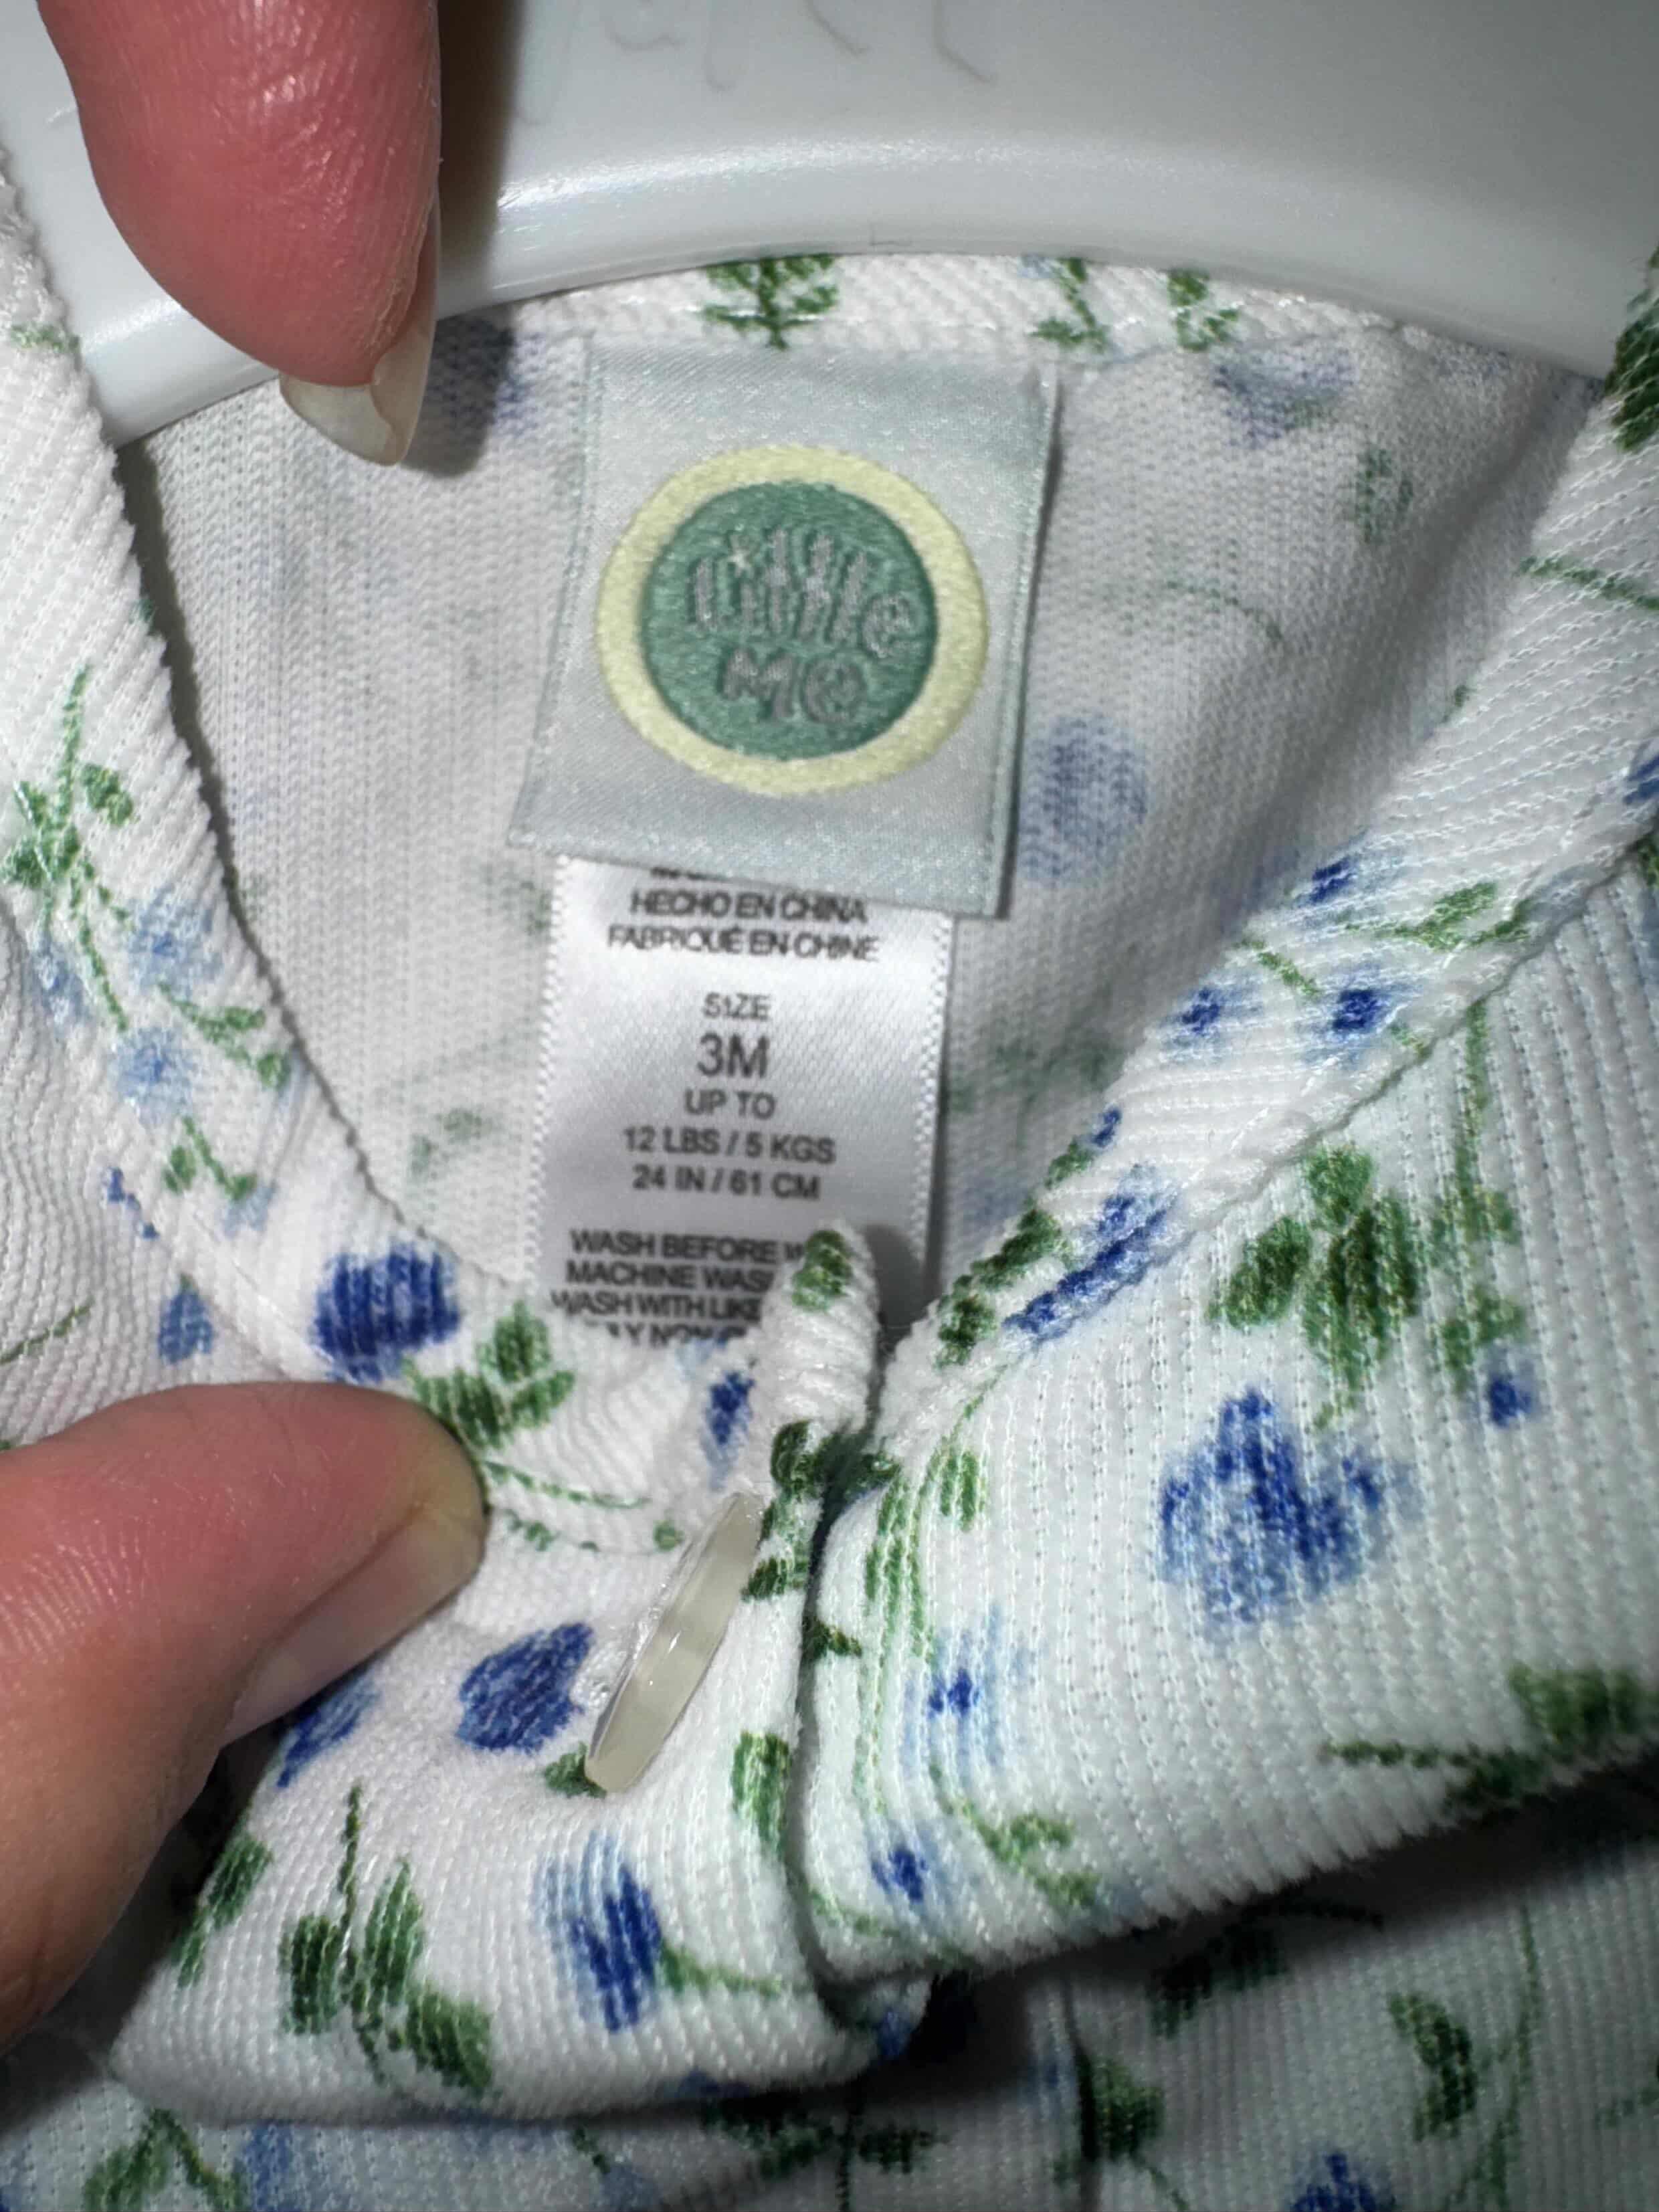 little
me
HECHO EN CHINA
FABRIQUÉ EN CHINE
SIZE
3M
UP TO
12 LBS / 5 KGS
24 IN / 61 CM
WASH BEFORE
MACHINE
WASH WITH LIKE